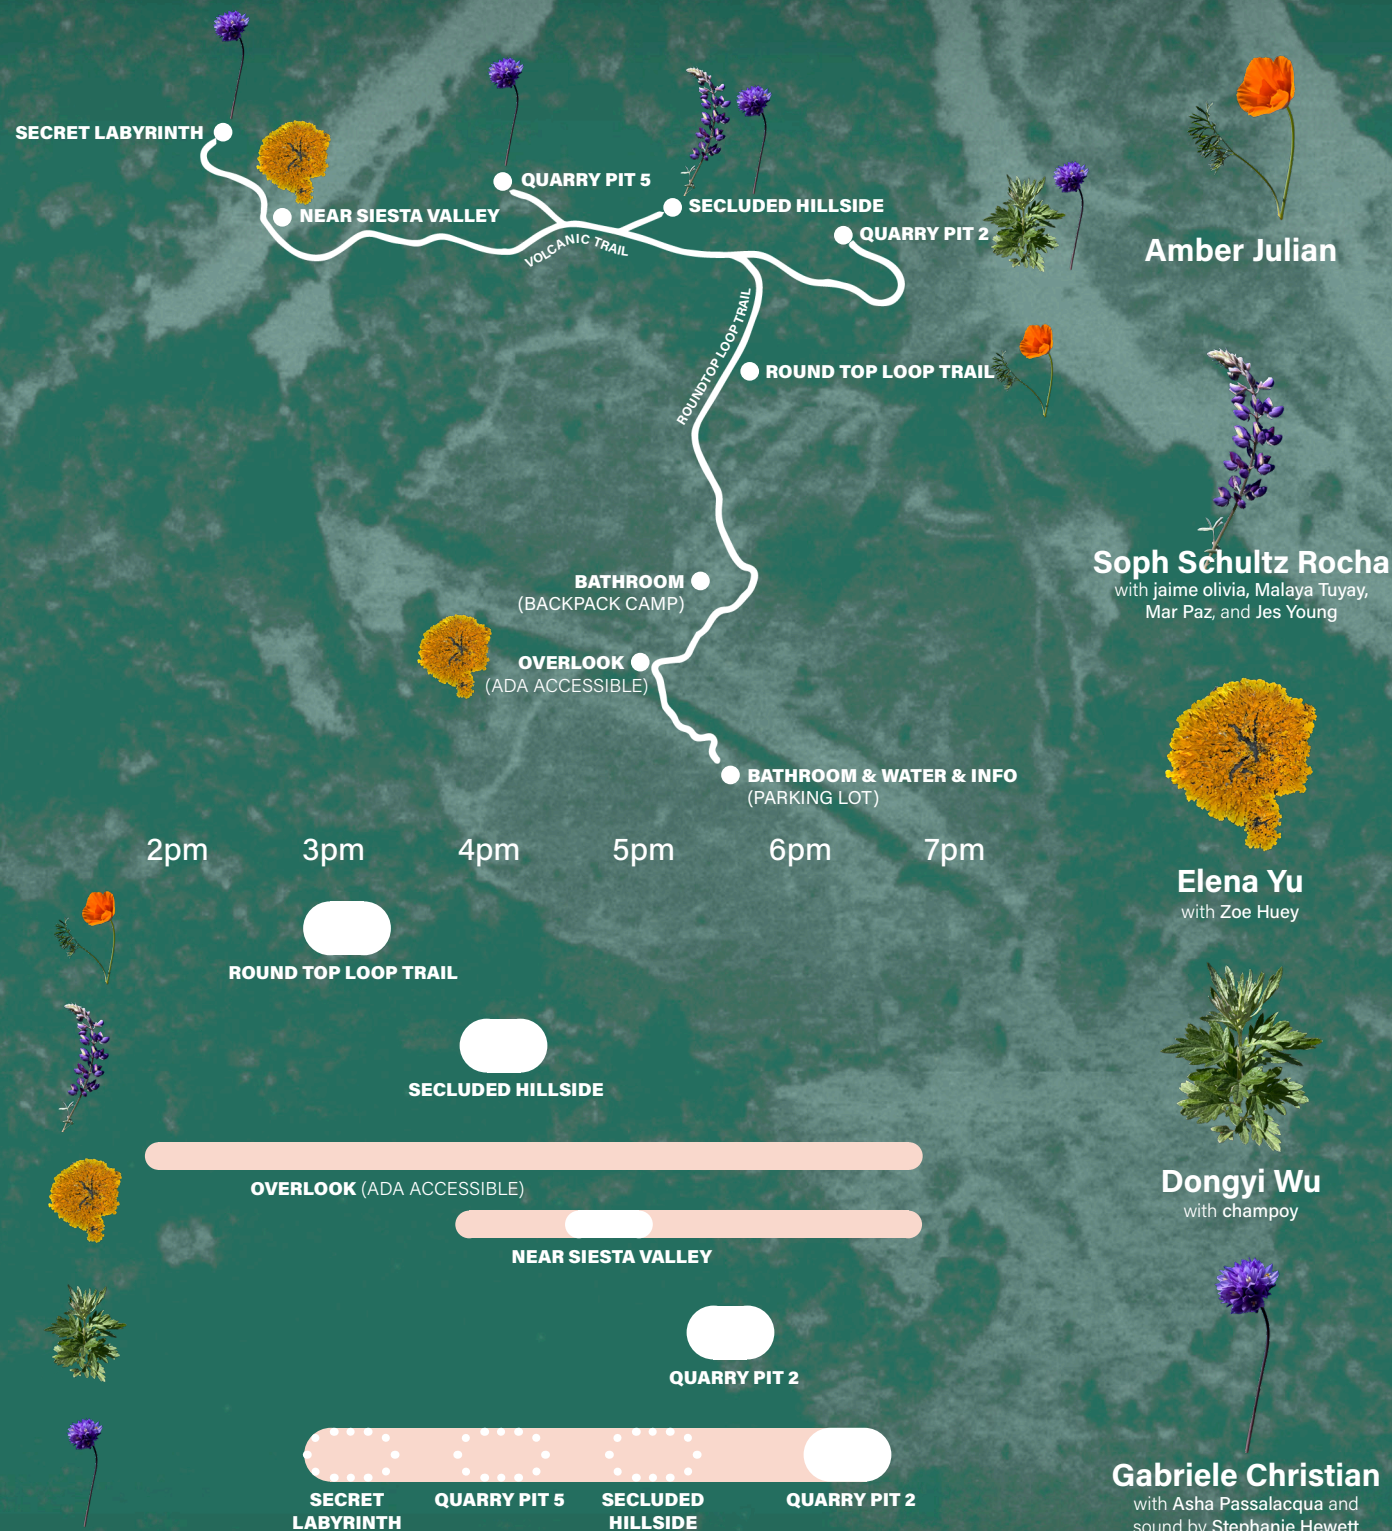 SECRET LABYRINTH
NEAR SIESTA VALLEY
QUARRY PIT 5
SECLUDED HILLSIDE
QUARRY PIT 2
VOLCANIC TRAIL
ROUNDTOP LOOP TRAIL
ROUND TOP LOOP TRAIL
BATHROOM
(BACKPACK CAMP)
OVERLOOK
(ADA ACCESSIBLE)
BATHROOM & WATER & INFO
(PARKING LOT)
Amber Julian
Soph Schultz Rocha
with jaime olivia, Malaya Tuyay,
Mar Paz, and Jes Young
Elena Yu
with Zoe Huey
Dongyi Wu
with champoy
Gabriele Christian
with Asha Passalacqua and
sound by Stephanie Hewett
2pm 3pm 4pm 5pm 6pm 7pm
ROUND TOP LOOP TRAIL
SECLUDED HILLSIDE
OVERLOOK (ADA ACCESSIBLE)
NEAR SIESTA VALLEY
QUARRY PIT 2
SECRET
LABYRINTH
QUARRY PIT 5
SECLUDED
HILLSIDE
QUARRY PIT 2